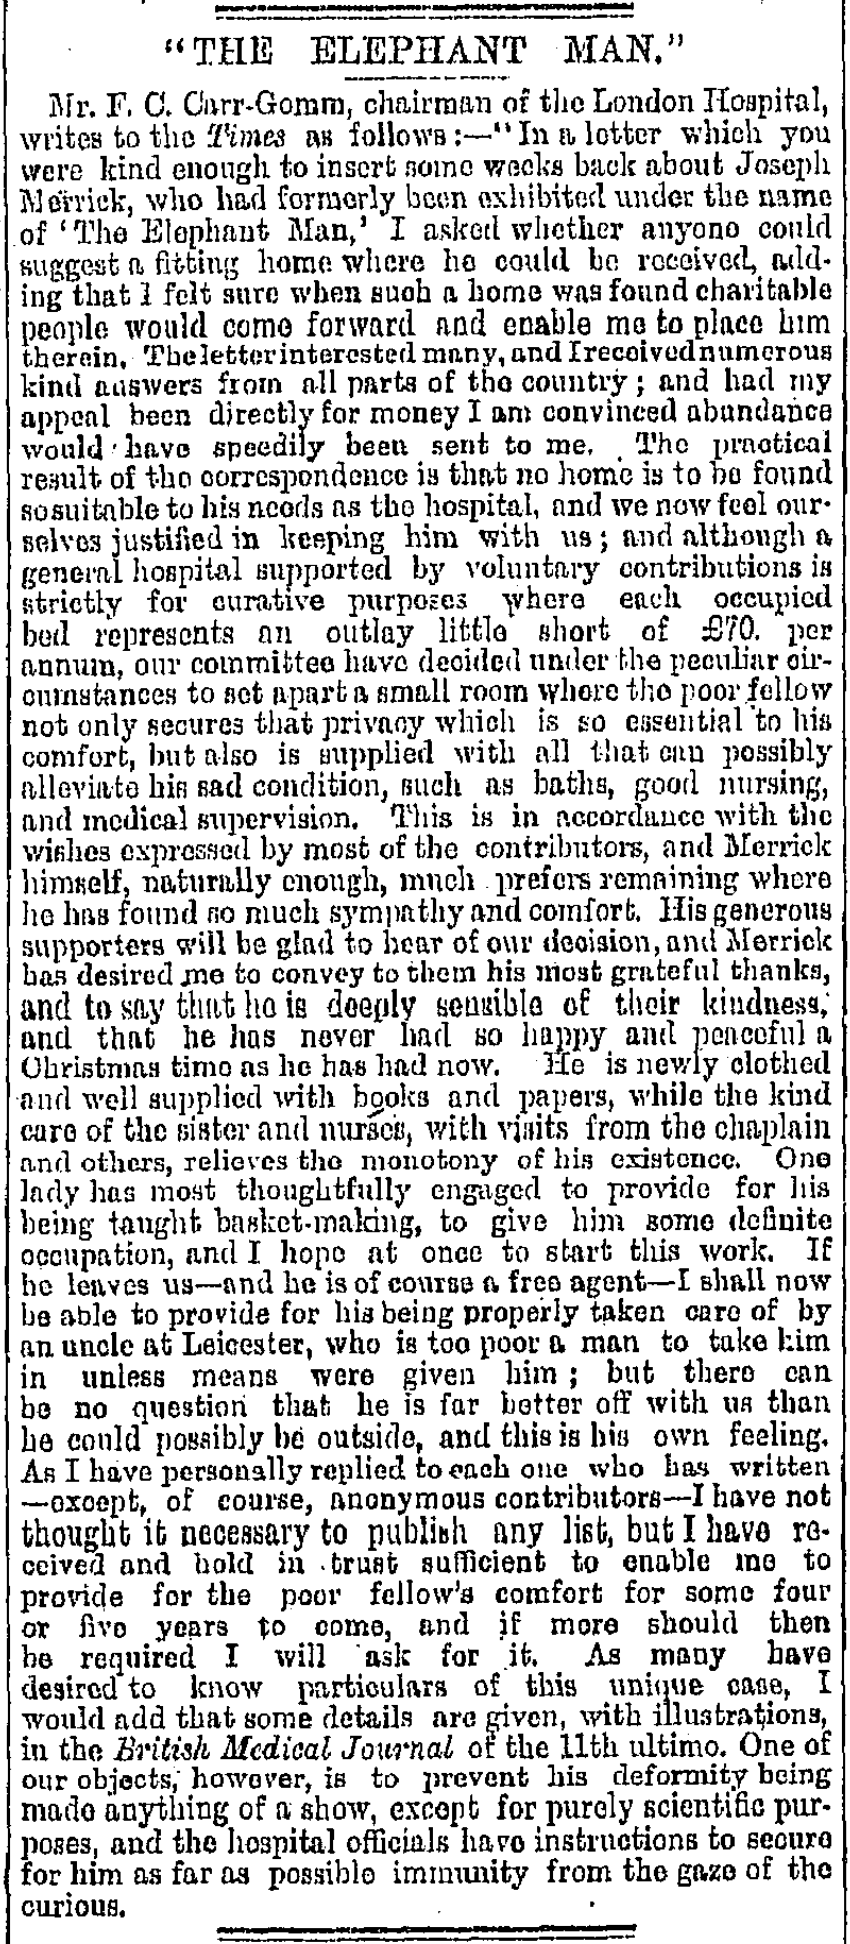 "THE ELEPHANT MAN."
Mr. F. C. Carr-Gomm, chairman of the London Hospital,
writes to the Times as follows:—"In a letter which you
were kind enough to insert some weeks back about Joseph
Merrick, who had formerly been exhibited under the name
of 'The Elephant Man,' I asked whether anyone could
suggest a fitting home where he could be received, add-
ing that I felt sure when such a home was found charitable
people would come forward and enable me to place him
therein. The letter interested many, and I received numerous
kind answers from all parts of the country; and had my
appeal been directly for money I am convinced abundance
would have speedily been sent to me. The practical
result of the correspondence is that no home is to be found
so suitable to his needs as the hospital, and we now feel our-
selves justified in keeping him with us; and although a
general hospital supported by voluntary contributions is
strictly for curative purposes where each occupied
bed represents an outlay little short of £70. per
annum, our committee have decided under the peculiar cir-
cumstances to set apart a small room where the poor fellow
not only secures that privacy which is so essential to his
comfort, but also is supplied with all that can possibly
alleviate his sad condition, such as baths, good nursing,
and medical supervision. This is in accordance with the
wishes expressed by most of the contributors, and Merrick
himself, naturally enough, much prefers remaining where
he has found so much sympathy and comfort. His generous
supporters will be glad to hear of our decision, and Merrick
has desired me to convey to them his most grateful thanks,
and to say that he is deeply sensible of their kindness,
and that he has never had so happy and peaceful a
Christmas time as he has had now. He is newly clothed
and well supplied with books and papers, while the kind
care of the sister and nurses, with visits from the chaplain
and others, relieves the monotony of his existence. One
lady has most thoughtfully engaged to provide for his
being taught basket-making, to give him some definite
occupation, and I hope at once to start this work. If
he leaves us—and he is of course a free agent—I shall now
be able to provide for his being properly taken care of by
an uncle at Leicester, who is too poor a man to take him
in unless means were given him; but there can
be no question that he is far better off with us than
he could possibly be outside, and this is his own feeling.
As I have personally replied to each one who has written
—except, of course, anonymous contributors—I have not
thought it necessary to publish any list, but I have re-
ceived and hold in trust sufficient to enable me to
provide for the poor fellow's comfort for some four
or five years to come, and if more should then
be required I will ask for it. As many have
desired to know particulars of this unique case, I
would add that some details are given, with illustrations,
in the British Medical Journal of the 11th ultimo. One of
our objects, however, is to prevent his deformity being
made anything of a show, except for purely scientific pur-
poses, and the hospital officials have instructions to secure
for him as far as possible immunity from the gaze of the
curious.